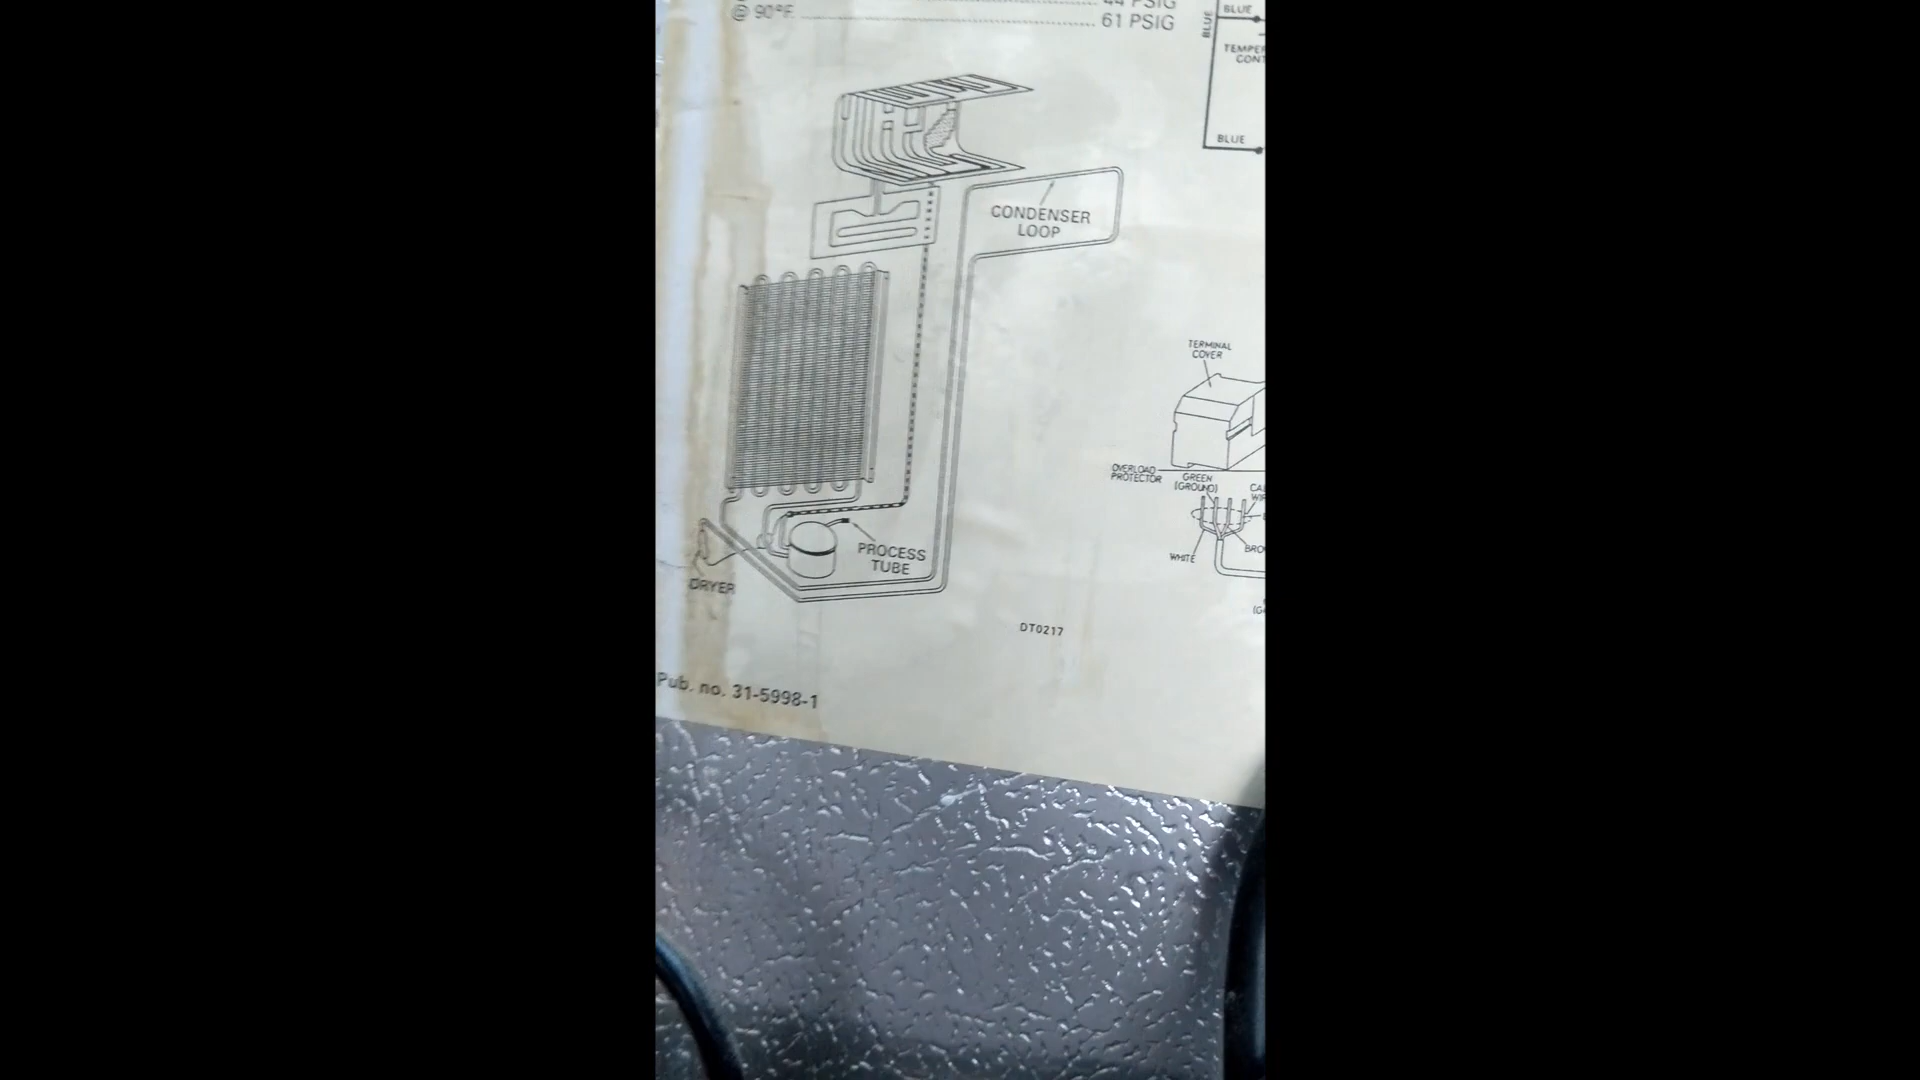 44 PSIG
@ 90°F. 61 PSIG
BLUE
BLUE
BLUE
CONDENSER
LOOP
TERMINAL
COVER
OVERLOAD
PROTECTOR
GREEN
(GROUND)
WHITE
PROCESS
TUBE
DRYER
DT0217
Pub. no. 31-5998-1